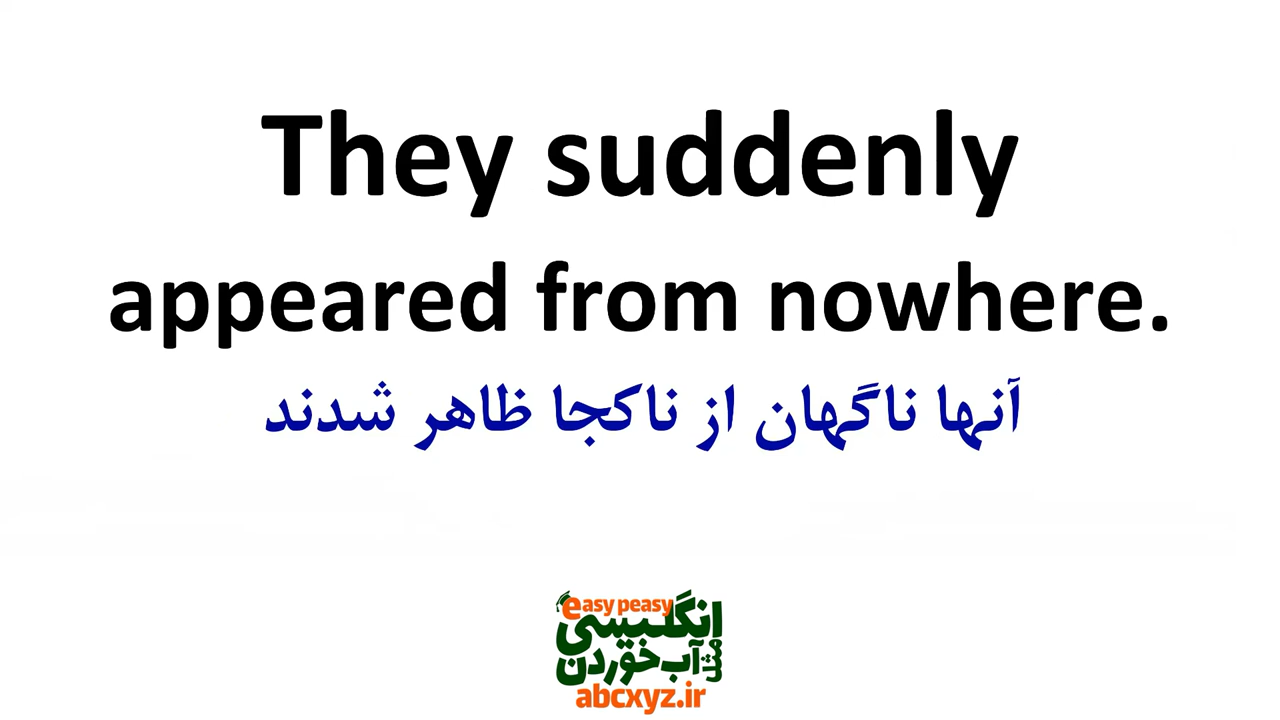 They suddenly
appeared from nowhere.
آنها ناگهان از ناکجا ظاهر شدند
easy peasy
انگلیسی
مثل آب خوردن
abcxyz.ir